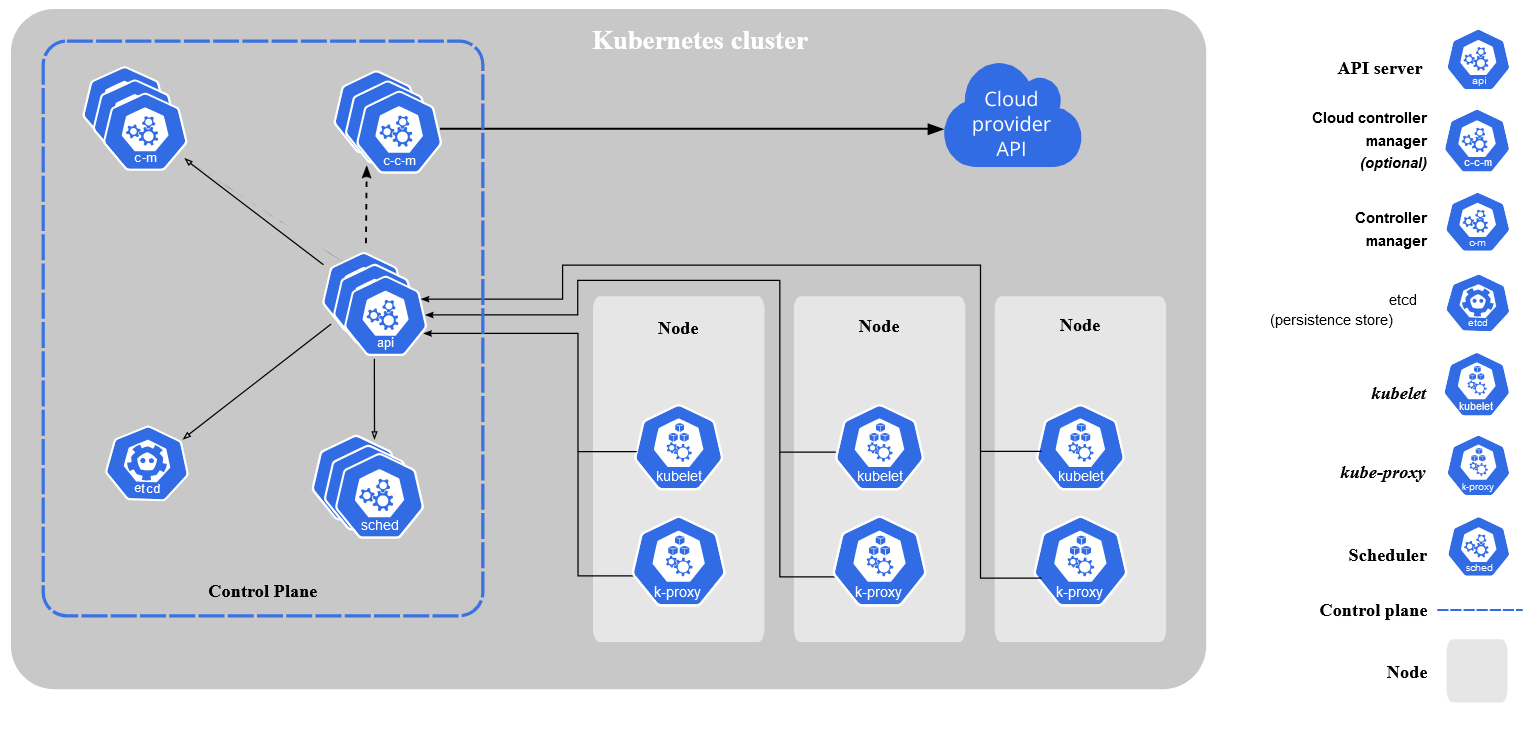 Kubernetes cluster
c-m
c-c-m
Cloud
provider
API
api
Node
Node
Node
etcd
sched
kubelet
kubelet
kubelet
k-proxy
k-proxy
k-proxy
Control Plane
API server
api
Cloud controller
manager
(optional)
c-c-m
Controller
manager
c-m
etcd
(persistence store)
etcd
kubelet
kubelet
kube-proxy
k-proxy
Scheduler
sched
Control plane
Node